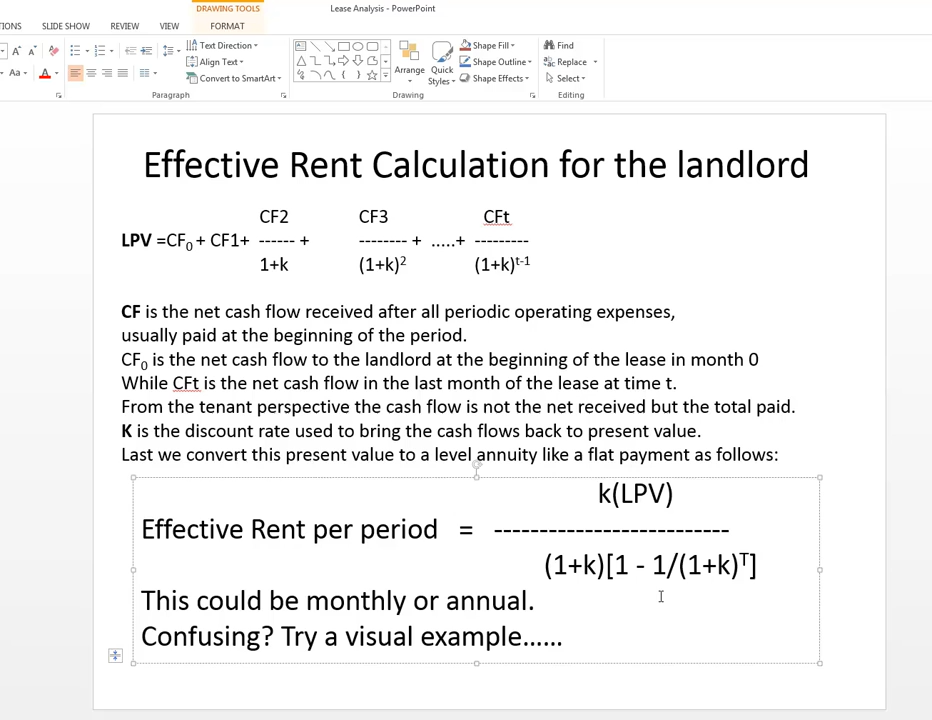 Lease Analysis - PowerPoint
DRAWING TOOLS
IONS SLIDE SHOW REVIEW VIEW FORMAT
Aa
Text Direction
Align Text
Convert to SmartArt
Paragraph
Arrange
Quick Styles
Shape Fill
Shape Outline
Shape Effects
Drawing
Find
Replace
Select
Editing
Effective Rent Calculation for the landlord
CF2 CF3 CFt
LPV =CF₀ + CF1+ ------ + -------- + .....+ ---------
1+k (1+k)² (1+k)ᵗ⁻¹
CF is the net cash flow received after all periodic operating expenses,
usually paid at the beginning of the period.
CF₀ is the net cash flow to the landlord at the beginning of the lease in month 0
While CFt is the net cash flow in the last month of the lease at time t.
From the tenant perspective the cash flow is not the net received but the total paid.
K is the discount rate used to bring the cash flows back to present value.
Last we convert this present value to a level annuity like a flat payment as follows:
k(LPV)
Effective Rent per period = --------------------------
(1+k)[1 - 1/(1+k)ᵀ]
This could be monthly or annual.
Confusing? Try a visual example......